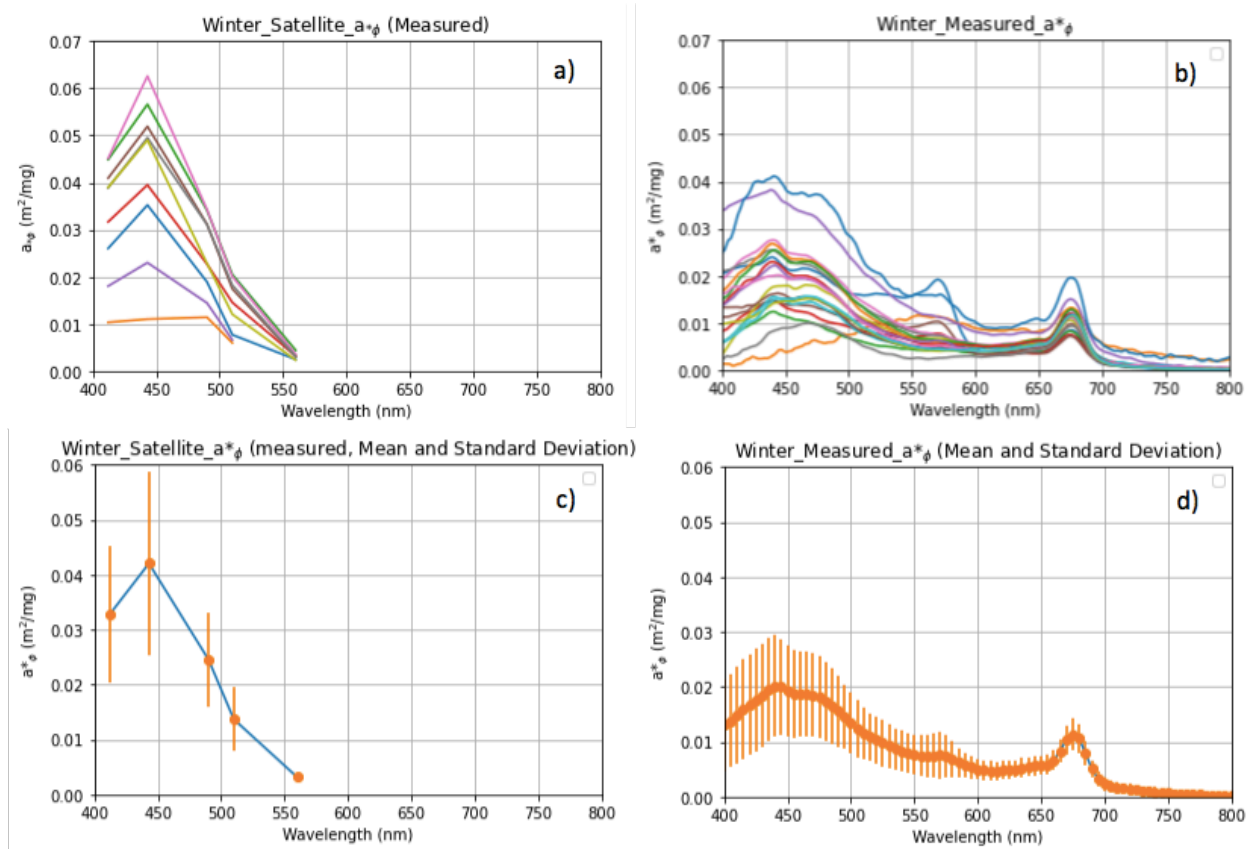 Winter_Satellite_a*ϕ (Measured)
a)
0.07
0.06
0.05
0.04
0.03
0.02
0.01
0.00
a*ϕ (m²/mg)
400 450 500 550 600 650 700 750 800
Wavelength (nm)
Winter_Measured_a*ϕ
b)
0.07
0.06
0.05
0.04
0.03
0.02
0.01
0.00
a*ϕ (m²/mg)
400 450 500 550 600 650 700 750 800
Wavelength (nm)
Winter_Satellite_a*ϕ (measured, Mean and Standard Deviation)
c)
0.06
0.05
0.04
0.03
0.02
0.01
0.00
a*ϕ (m²/mg)
400 450 500 550 600 650 700 750 800
Wavelength (nm)
Winter_Measured_a*ϕ (Mean and Standard Deviation)
d)
0.06
0.05
0.04
0.03
0.02
0.01
0.00
a*ϕ (m²/mg)
400 450 500 550 600 650 700 750 800
Wavelength (nm)